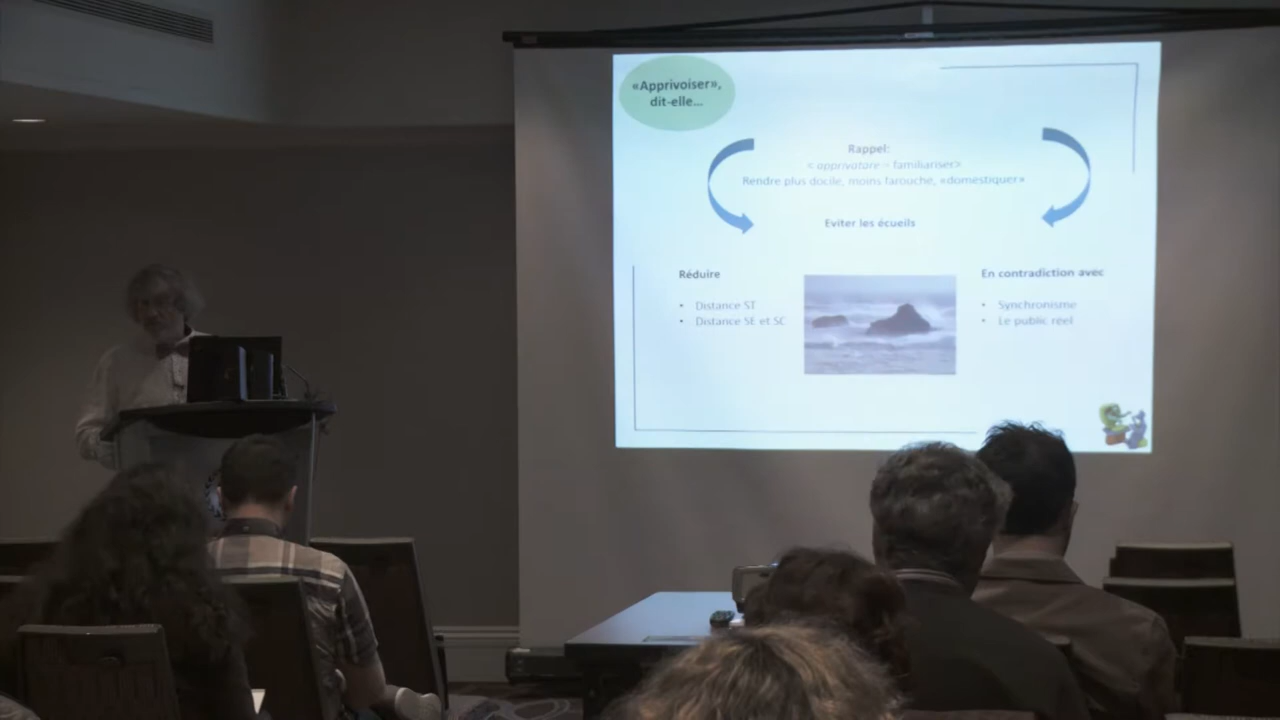 «Apprivoiser»,
dit-elle...
Rappel:
< apprivatare – familiariser>
Rendre plus docile, moins farouche, «domestiquer»
Eviter les écueils
Réduire
• Distance ST
• Distance SE et SC
En contradiction avec
• Synchronisme
• Le public réel